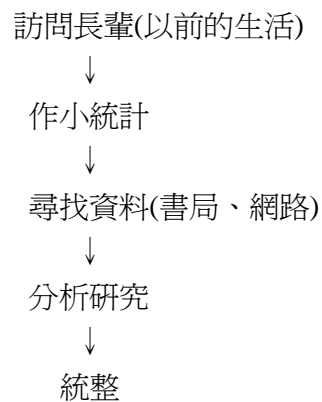 訪問長輩(以前的生活)
↓
作小統計
↓
尋找資料(書局、網路)
↓
分析研究
↓
統整